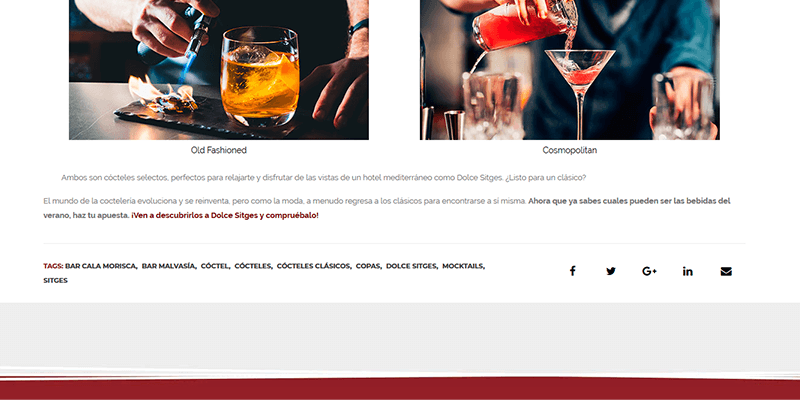 Old Fashioned
Cosmopolitan
Ambos son cócteles selectos, perfectos para relajarte y disfrutar de las vistas de un hotel mediterráneo como Dolce Sitges. ¿Listo para un clásico?
El mundo de la coctelería evoluciona y se reinventa, pero como la moda, a menudo regresa a los clásicos para encontrarse a sí misma. Ahora que ya sabes cuales pueden ser las bebidas del
verano, haz tu apuesta. ¡Ven a descubrirlos a Dolce Sitges y compruébalo!
TAGS: BAR CALA MORISCA, BAR MALVASÍA, CÓCTEL, CÓCTELES, CÓCTELES CLÁSICOS, COPAS, DOLCE SITGES, MOCKTAILS,
SITGES